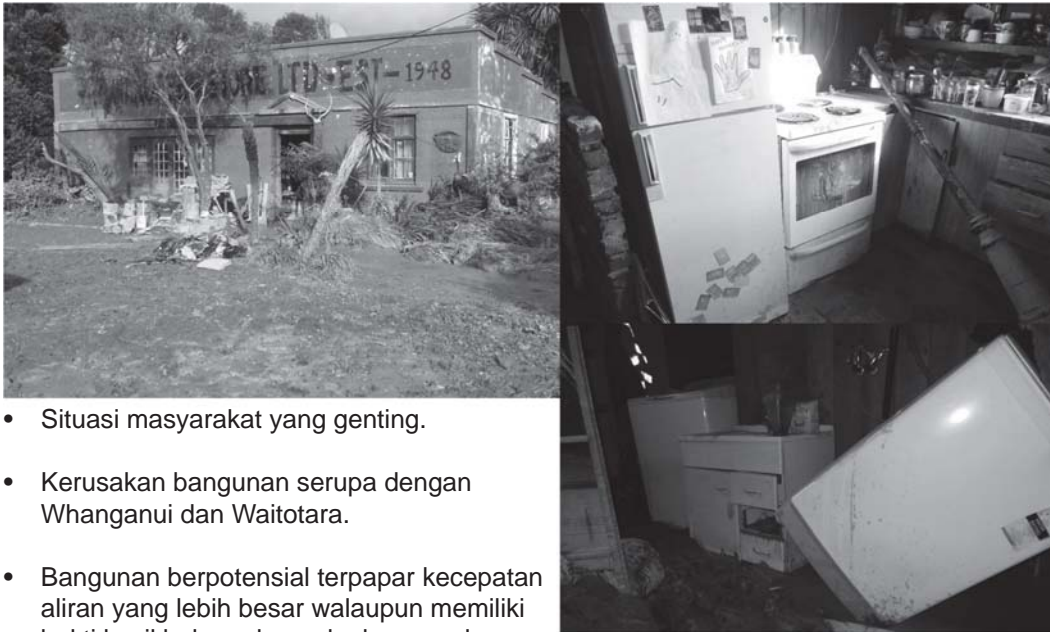 LTD-EST-1948
• Situasi masyarakat yang genting.
• Kerusakan bangunan serupa dengan
Whanganui dan Waitotara.
• Bangunan berpotensial terpapar kecepatan
aliran yang lebih besar walaupun memiliki